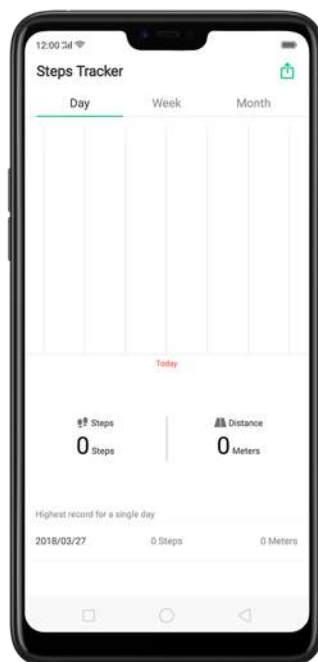 12:00
Steps Tracker
Day Week Month
Today
Steps Distance
0 Steps 0 Meters
Highest record for a single day
2018/03/27 0 Steps 0 Meters